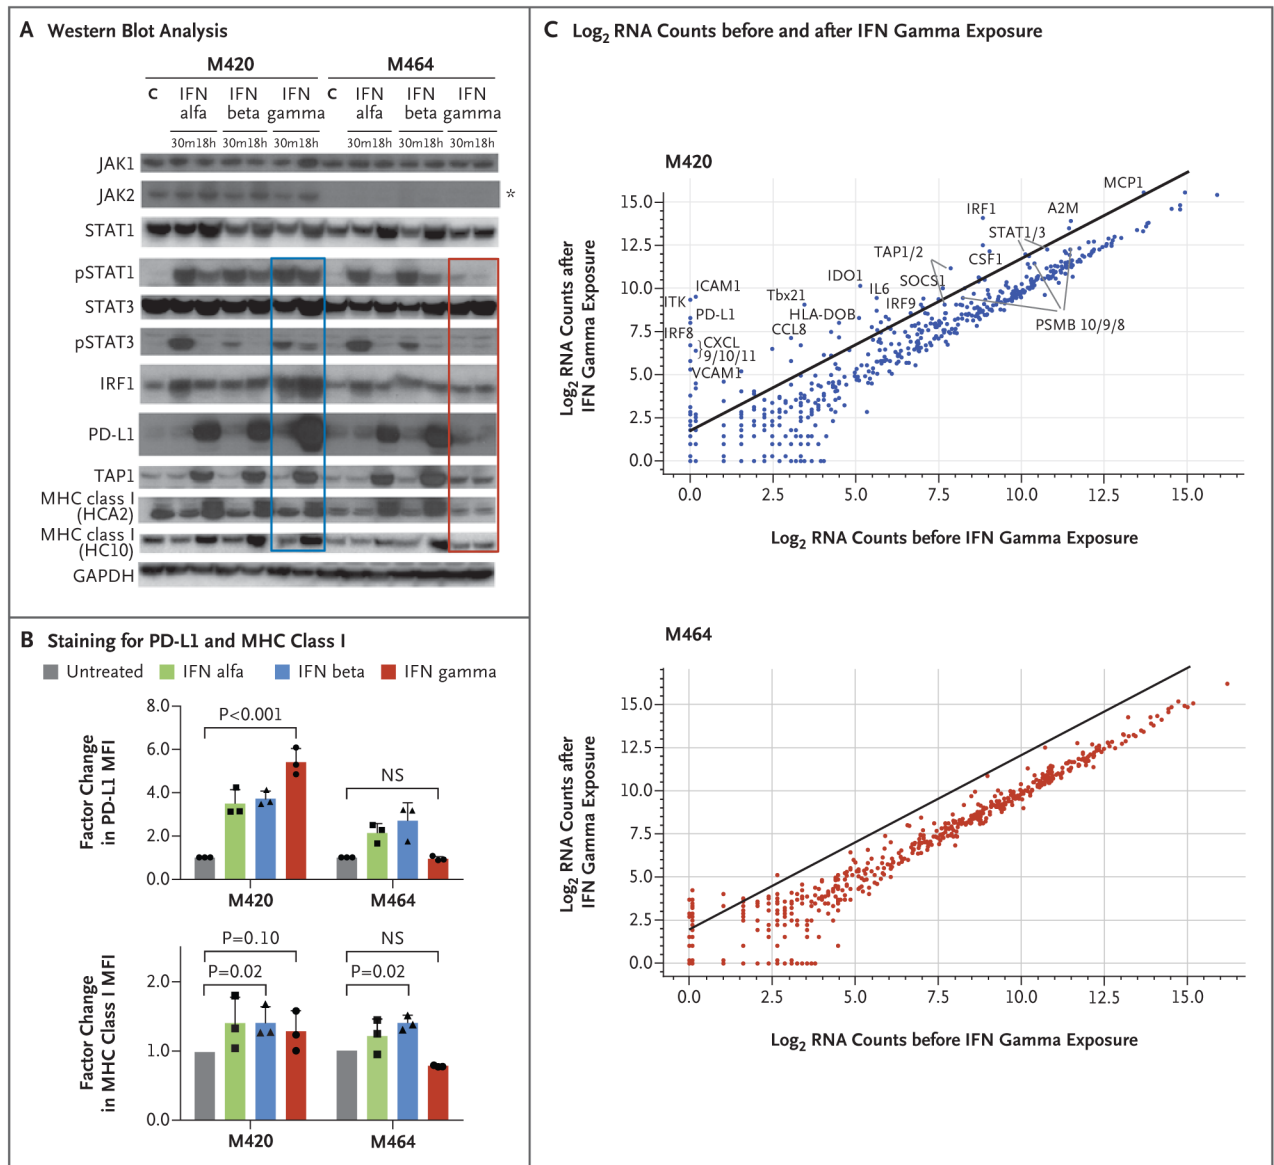 A Western Blot Analysis
M420 M464
C IFN alfa IFN beta IFN gamma C IFN alfa IFN beta IFN gamma
30m18h 30m18h 30m18h 30m18h 30m18h 30m18h
JAK1
JAK2 *
STAT1
pSTAT1
STAT3
pSTAT3
IRF1
PD-L1
TAP1
MHC class I
(HCA2)
MHC class I
(HC10)
GAPDH
B Staining for PD-L1 and MHC Class I
Untreated IFN alfa IFN beta IFN gamma
Factor Change
in PD-L1 MFI
8.0
6.0
4.0
2.0
0.0
P<0.001
NS
M420 M464
Factor Change
in MHC Class I MFI
2.0
1.0
0.0
P=0.10
P=0.02
NS
P=0.02
M420 M464
C Log2 RNA Counts before and after IFN Gamma Exposure
M420
Log2 RNA Counts after
IFN Gamma Exposure
15.0
12.5
10.0
7.5
5.0
2.5
0.0
MCP1
IRF1
A2M
STAT1/3
TAP1/2
CSF1
IDO1
SOCS1
ICAM1
IL6
ITK
Tbx21
IRF9
PD-L1
HLA-DOB
PSMB 10/9/8
IRF8
CCL8
}CXCL
9/10/11
VCAM1
0.0 2.5 5.0 7.5 10.0 12.5 15.0
Log2 RNA Counts before IFN Gamma Exposure
M464
Log2 RNA Counts after
IFN Gamma Exposure
15.0
12.5
10.0
7.5
5.0
2.5
0.0
0.0 2.5 5.0 7.5 10.0 12.5 15.0
Log2 RNA Counts before IFN Gamma Exposure